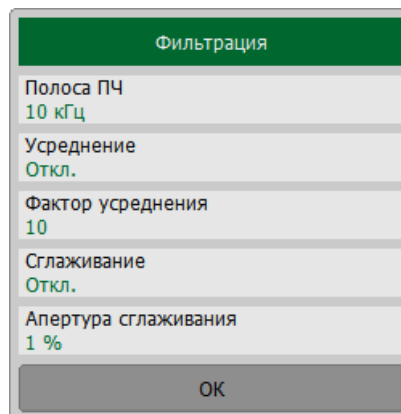 Фильтрация
Полоса ПЧ
10 кГц
Усреднение
Откл.
Фактор усреднения
10
Сглаживание
Откл.
Апертура сглаживания
1 %
ОК